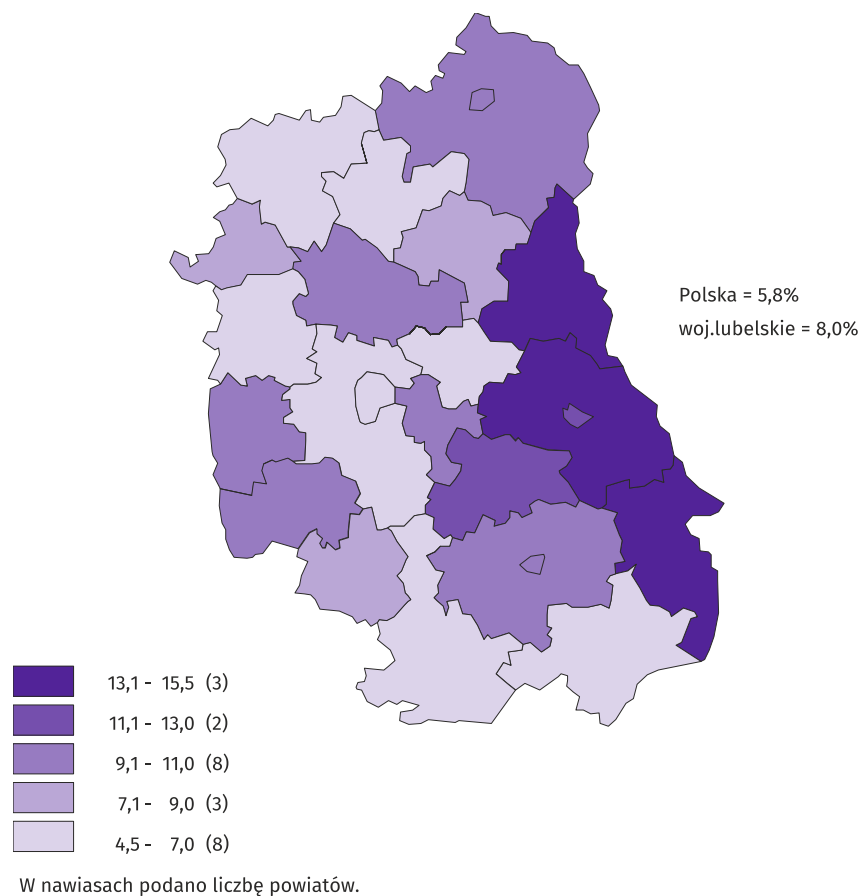 Polska = 5,8%
woj.lubelskie = 8,0%
13,1 - 15,5 (3)
11,1 - 13,0 (2)
9,1 - 11,0 (8)
7,1 - 9,0 (3)
4,5 - 7,0 (8)
W nawiasach podano liczbę powiatów.